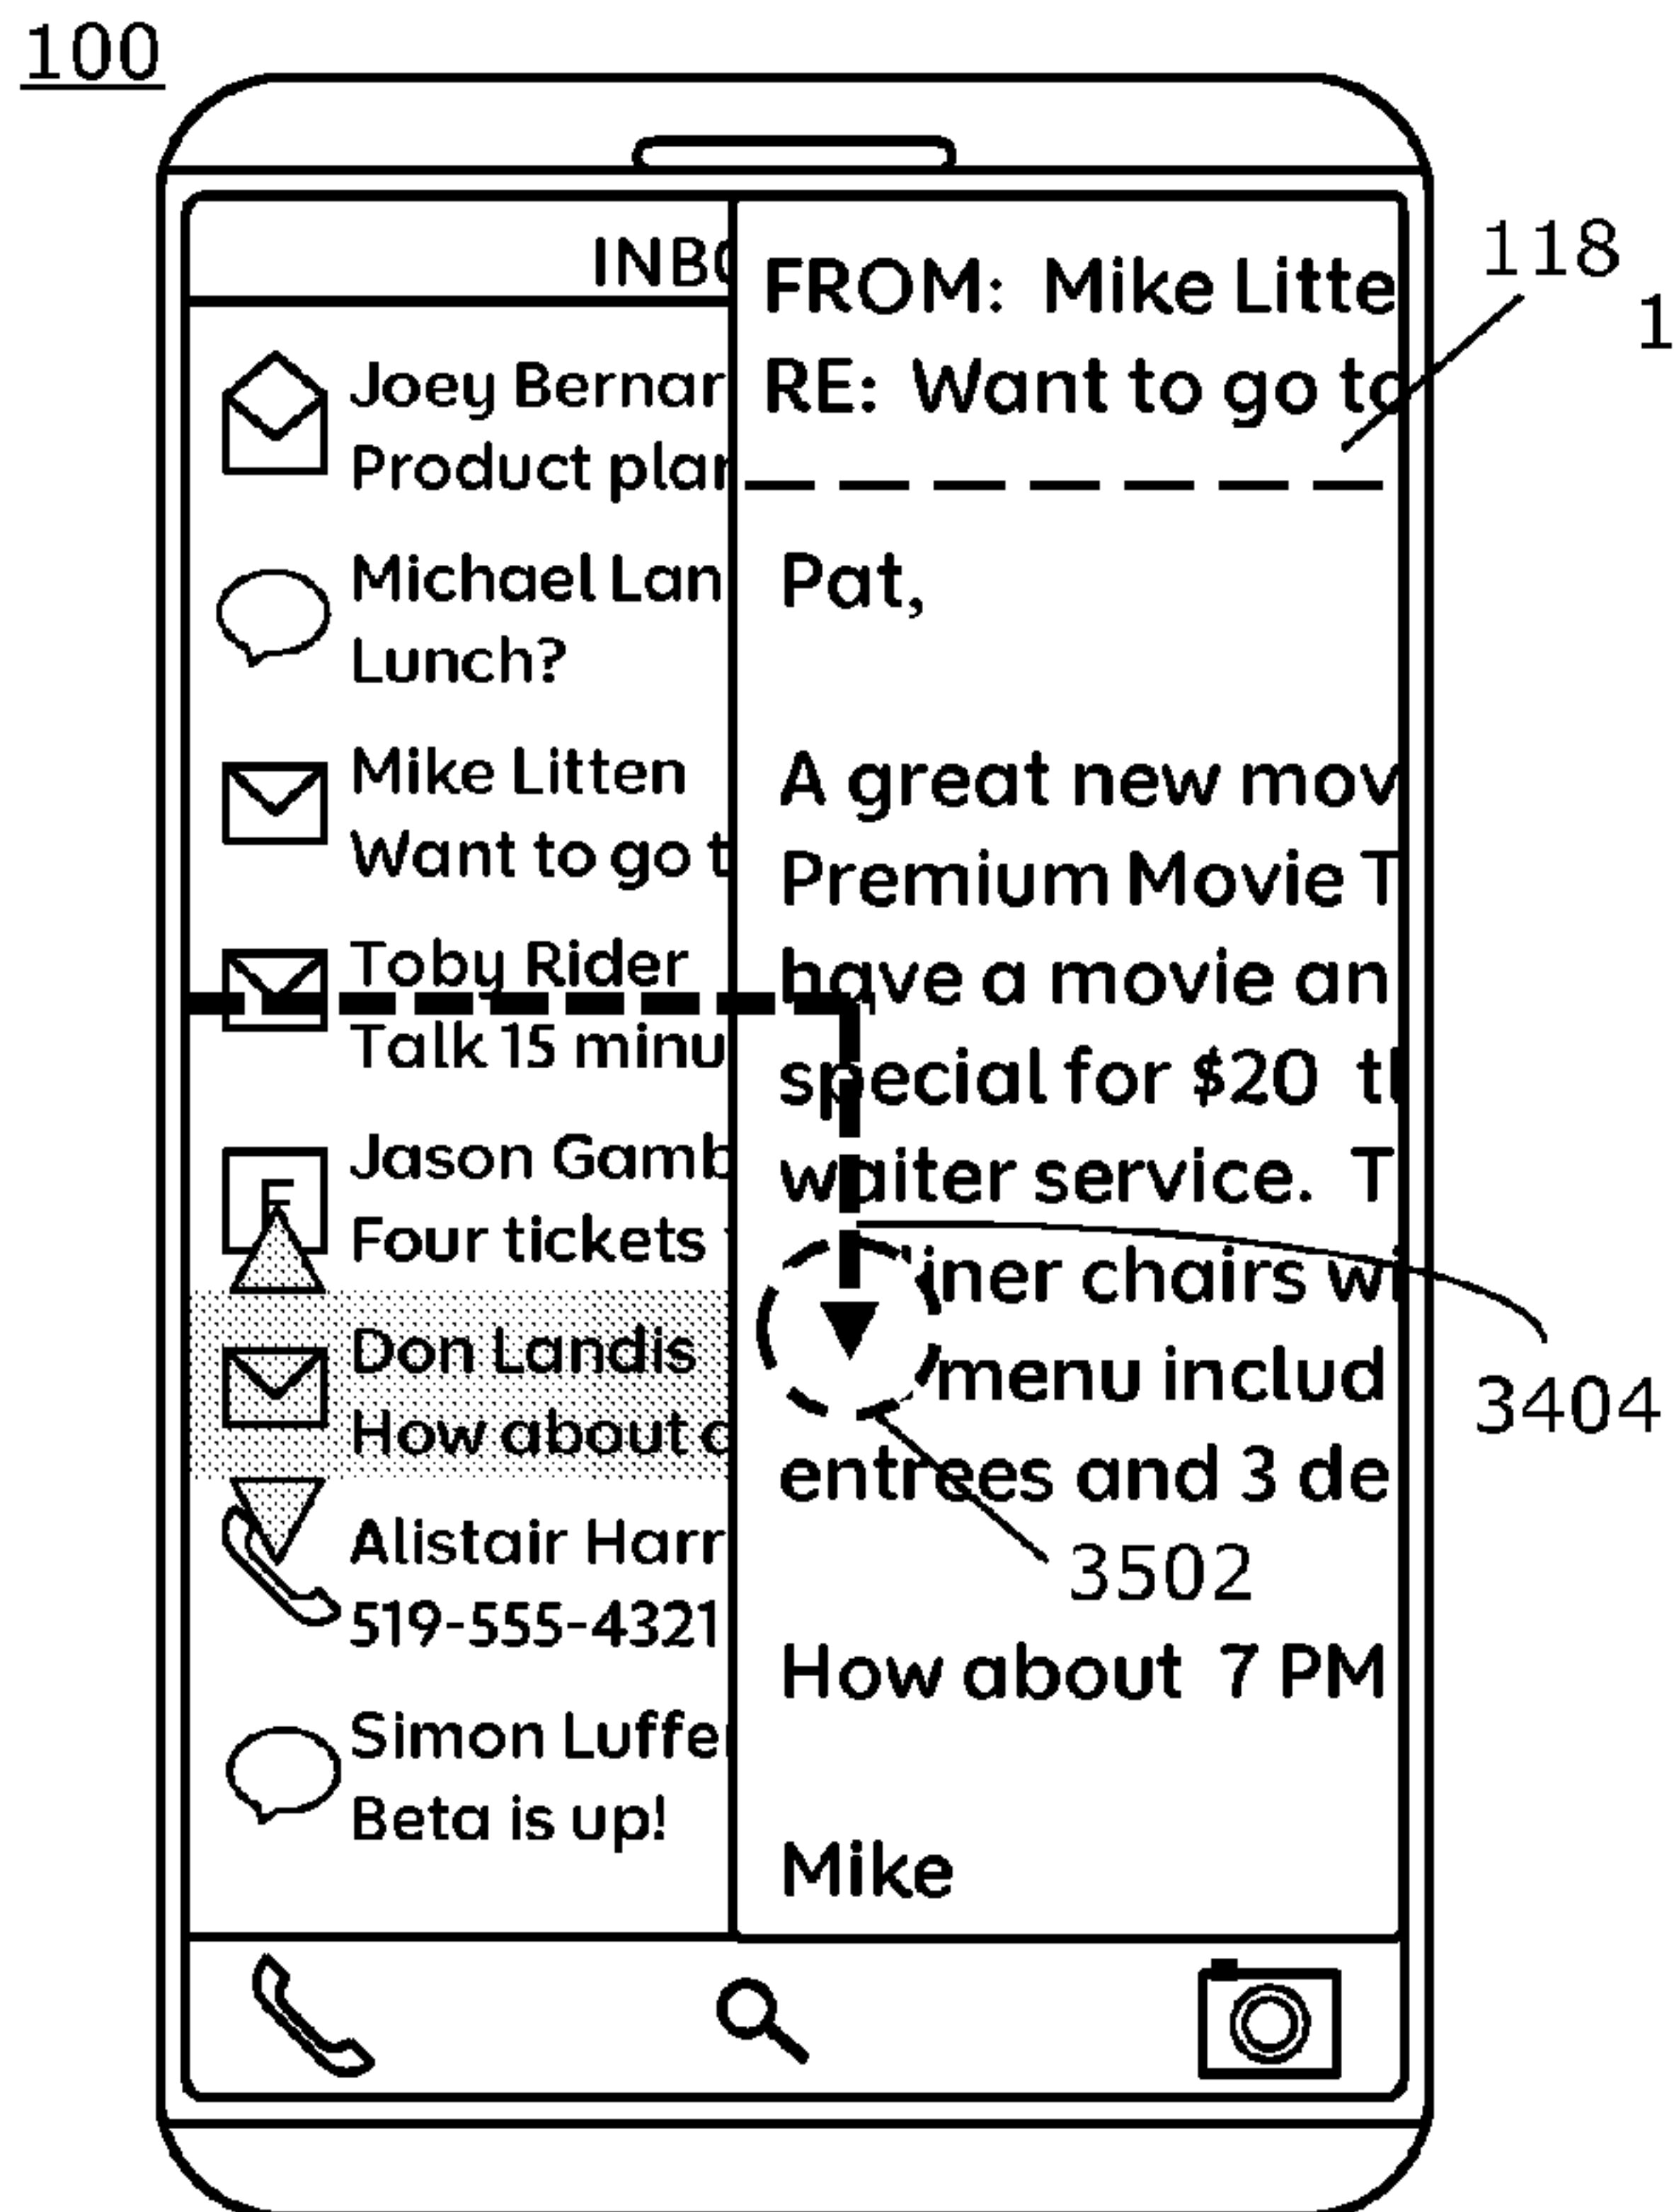 100
118
1
INBO
Joey Bernar
Product plan
Michael Lan
Lunch?
Mike Litten
Want to go t
Toby Rider
Talk 15 minu
Jason Gamb
F
Four tickets
Don Landis
How about
Alistair Harr
519-555-4321
Simon Luffe
Beta is up!
FROM: Mike Litte
RE: Want to go to
Pat,
A great new mov
Premium Movie T
have a movie an
special for $20 t
waiter service. T
iner chairs wi
menu includ
entrees and 3 de
How about 7 PM
Mike
3404
3502